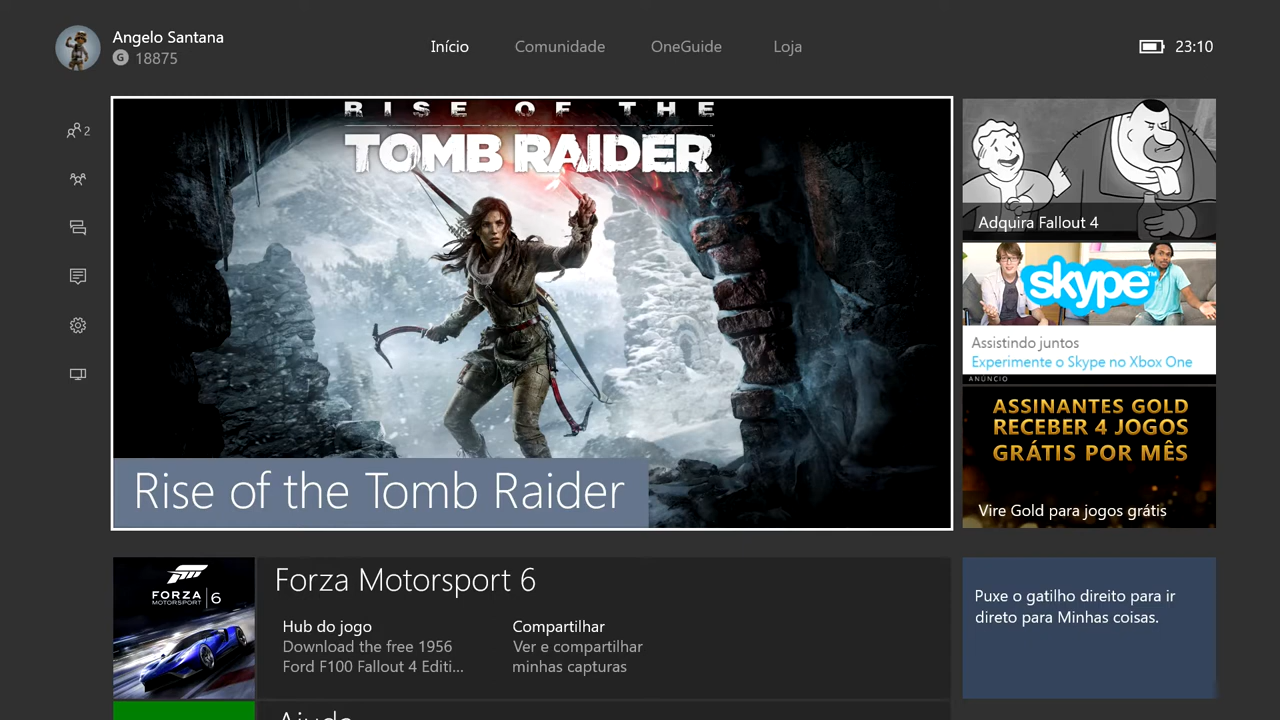 Angelo Santana
G 18875
Início
Comunidade
OneGuide
Loja
23:10
2
RISE OF THE
TOMB RAIDER™
Rise of the Tomb Raider
Adquira Fallout 4
skype™
Assistindo juntos
Experimente o Skype no Xbox One
ANÚNCIO
ASSINANTES GOLD
RECEBER 4 JOGOS
GRÁTIS POR MÊS
Vire Gold para jogos grátis
FORZA
MOTORSPORT 6
Forza Motorsport 6
Hub do jogo
Download the free 1956
Ford F100 Fallout 4 Editi...
Compartilhar
Ver e compartilhar
minhas capturas
Puxe o gatilho direito para ir
direto para Minhas coisas.
Ajuda